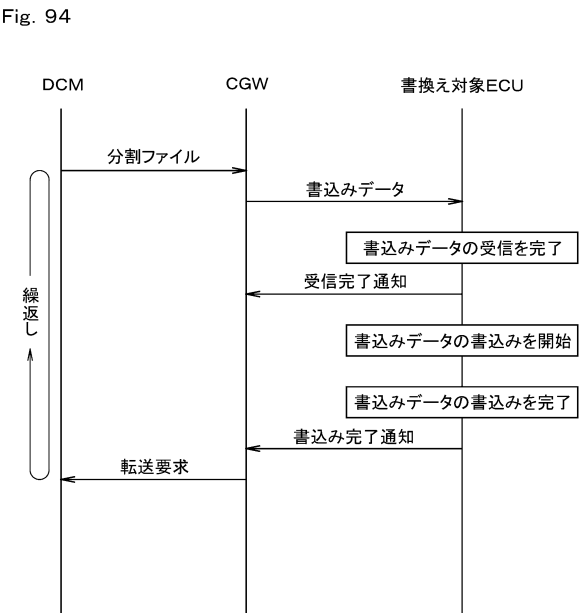 Fig. 94
DCM
CGW
書換え対象ECU
分割ファイル
書込みデータ
書込みデータの受信を完了
受信完了通知
繰返し
書込みデータの書込みを開始
書込みデータの書込みを完了
書込み完了通知
転送要求